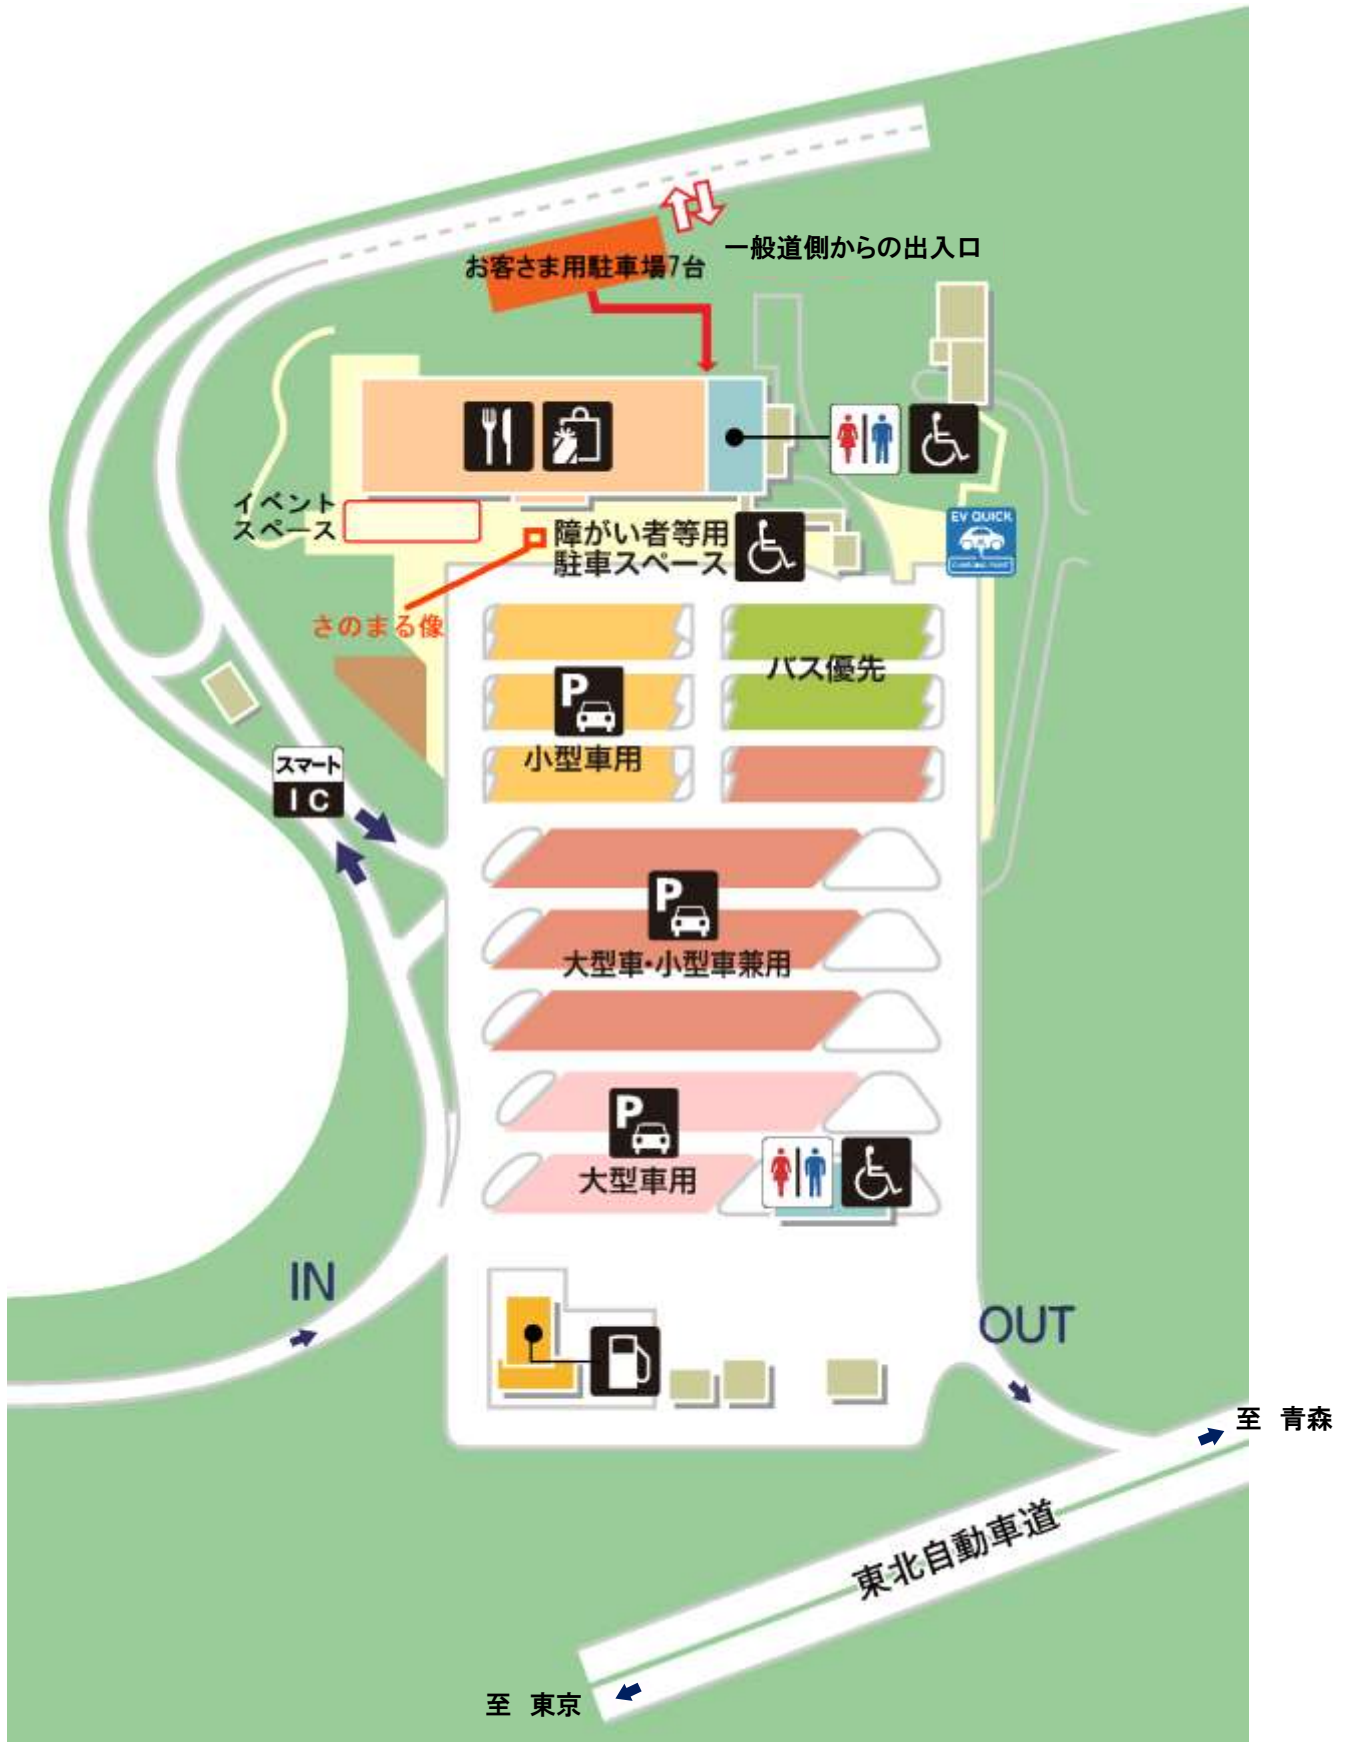 一般道側からの出入口
お客さま用駐車場7台
イベント
スペース
障がい者等用
駐車スペース
EV QUICK
CHARGING POINT
さのまる像
バス優先
P
小型車用
スマート
IC
P
大型車・小型車兼用
P
大型車用
IN
OUT
至 青森
東北自動車道
至 東京